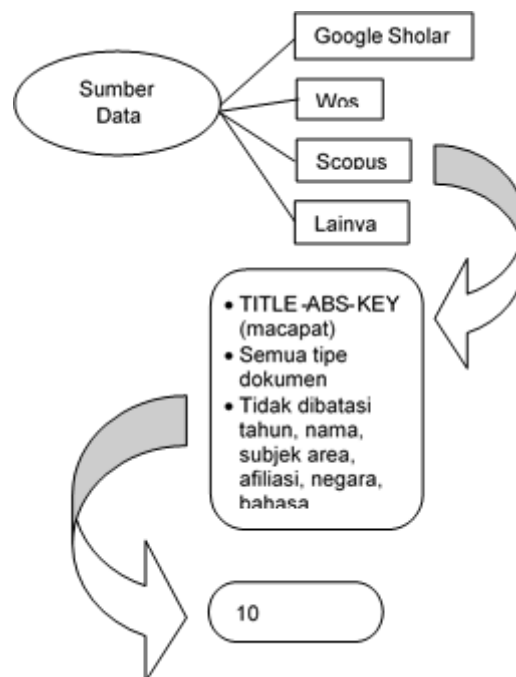 Google Sholar
Sumber
Data
Wos
Scopus
Lainya
• TITLE-ABS-KEY
(macapat)
• Semua tipe
dokumen
• Tidak dibatasi
tahun, nama,
subjek area,
afiliasi, negara,
bahasa
10